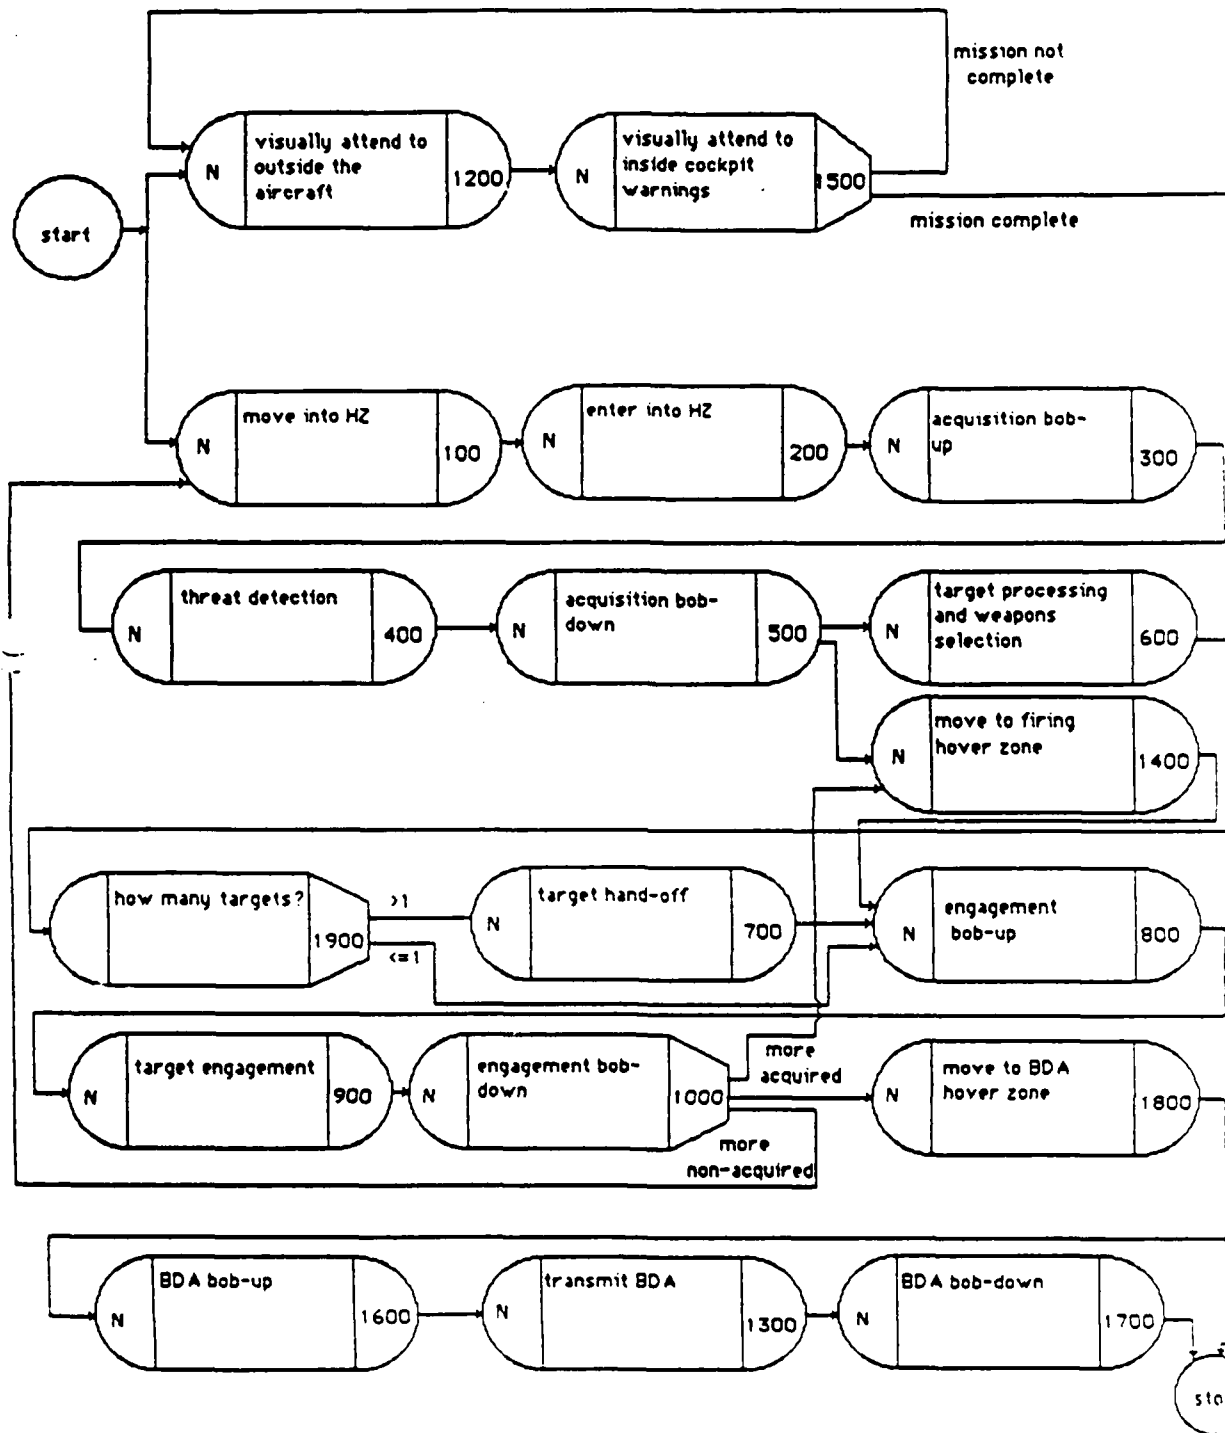 mission not
complete
N
visually attend to
outside the
aircraft
1200
N
visually attend to
inside cockpit
warnings
1500
mission complete
start
N
move into HZ
100
N
enter into HZ
200
N
acquisition bob-
up
300
N
threat detection
400
N
acquisition bob-
down
500
N
target processing
and weapons
selection
600
N
move to firing
hover zone
1400
how many targets?
1900
>1
<=1
N
target hand-off
700
N
engagement
bob-up
800
N
target engagement
900
N
engagement bob-
down
1000
more
acquired
more
non-acquired
N
move to BDA
hover zone
1800
N
BDA bob-up
1600
N
transmit BDA
1300
N
BDA bob-down
1700
sto